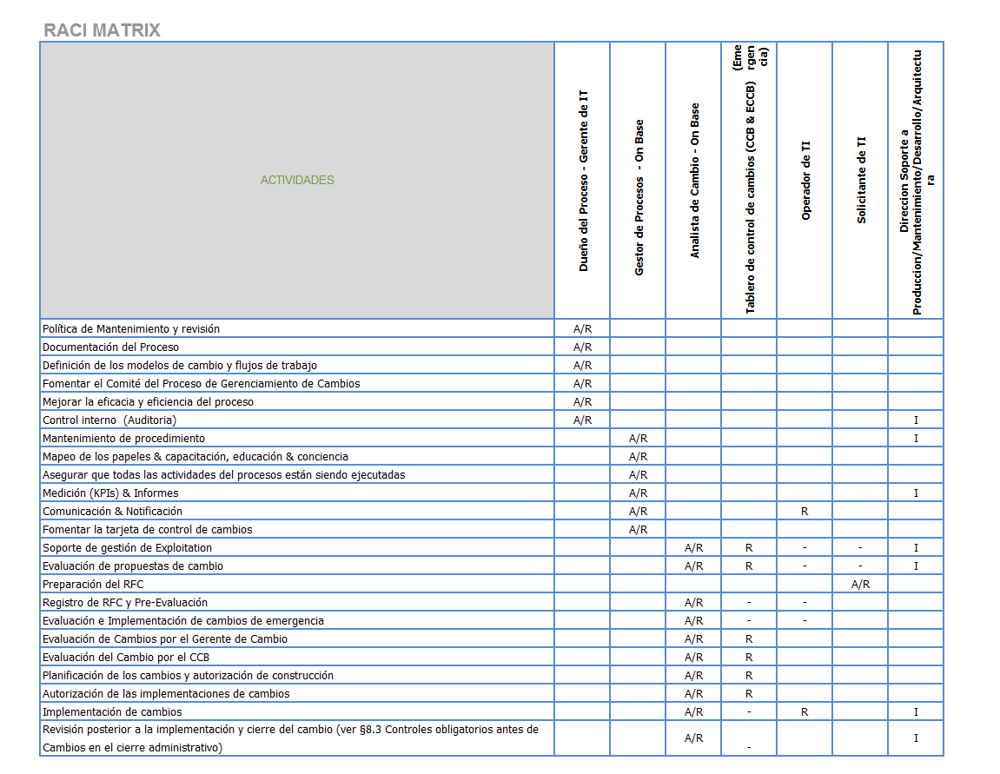 RACI MATRIX
ACTIVIDADES
Dueño del Proceso - Gerente de IT
Gestor de Procesos - On Base
Analista de Cambio - On Base
Tablero de control de cambios (CCB & ECCB) (Eme
rgen
cia)
Operador de TI
Solicitante de TI
Direccion Soporte a
Produccion/Mantenimiento/Desarrollo/Arquitectu
ra
Política de Mantenimiento y revisión A/R
Documentación del Proceso A/R
Definición de los modelos de cambio y flujos de trabajo A/R
Fomentar el Comité del Proceso de Gerenciamiento de Cambios A/R
Mejorar la eficacia y eficiencia del proceso A/R
Control interno (Auditoria) A/R I
Mantenimiento de procedimiento A/R I
Mapeo de los papeles & capacitación, educación & conciencia A/R
Asegurar que todas las actividades del procesos están siendo ejecutadas A/R
Medición (KPIs) & Informes A/R I
Comunicación & Notificación A/R R
Fomentar la tarjeta de control de cambios A/R
Soporte de gestión de Exploitation A/R R - - I
Evaluación de propuestas de cambio A/R R - - I
Preparación del RFC A/R
Registro de RFC y Pre-Evaluación A/R - -
Evaluación e Implementación de cambios de emergencia A/R - -
Evaluación de Cambios por el Gerente de Cambio A/R R
Evaluación del Cambio por el CCB A/R R
Planificación de los cambios y autorización de construcción A/R R
Autorización de las implementaciones de cambios A/R R
Implementación de cambios A/R - R I
Revisión posterior a la implementación y cierre del cambio (ver §8.3 Controles obligatorios antes de
Cambios en el cierre administrativo) A/R - I